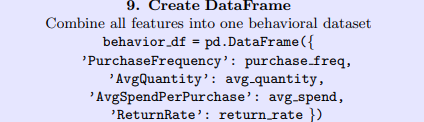 9. Create DataFrame
Combine all features into one behavioral dataset
behavior_df = pd.DataFrame({
'PurchaseFrequency': purchase_freq,
'AvgQuantity': avg_quantity,
'AvgSpendPerPurchase': avg_spend,
'ReturnRate': return_rate })